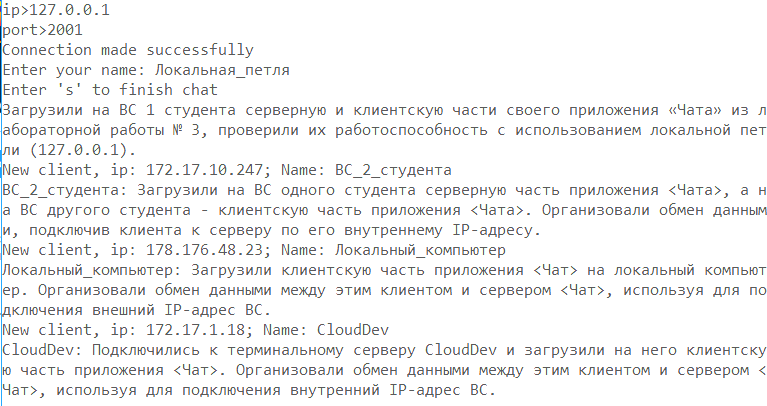 ip>127.0.0.1
port>2001
Connection made successfully
Enter your name: Локальная_петля
Enter 's' to finish chat
Загрузили на ВС 1 студента серверную и клиентскую части своего приложения «Чата» из л
абораторной работы № 3, проверили их работоспособность с использованием локальной пет
ли (127.0.0.1).
New client, ip: 172.17.10.247; Name: ВС_2_студента
ВС_2_студента: Загрузили на ВС одного студента серверную часть приложения <Чата>, а н
а ВС другого студента - клиентскую часть приложения <Чата>. Организовали обмен данным
и, подключив клиента к серверу по его внутреннему IP-адресу.
New client, ip: 178.176.48.23; Name: Локальный_компьютер
Локальный_компьютер: Загрузили клиентскую часть приложения <Чат> на локальный компьют
ер. Организовали обмен данными между этим клиентом и сервером <Чат>, используя для по
дключения внешний IP-адрес ВС.
New client, ip: 172.17.1.18; Name: CloudDev
CloudDev: Подключились к терминальному серверу CloudDev и загрузили на него клиентску
ю часть приложения <Чат>. Организовали обмен данными между этим клиентом и сервером <
Чат>, используя для подключения внутренний IP-адрес ВС.